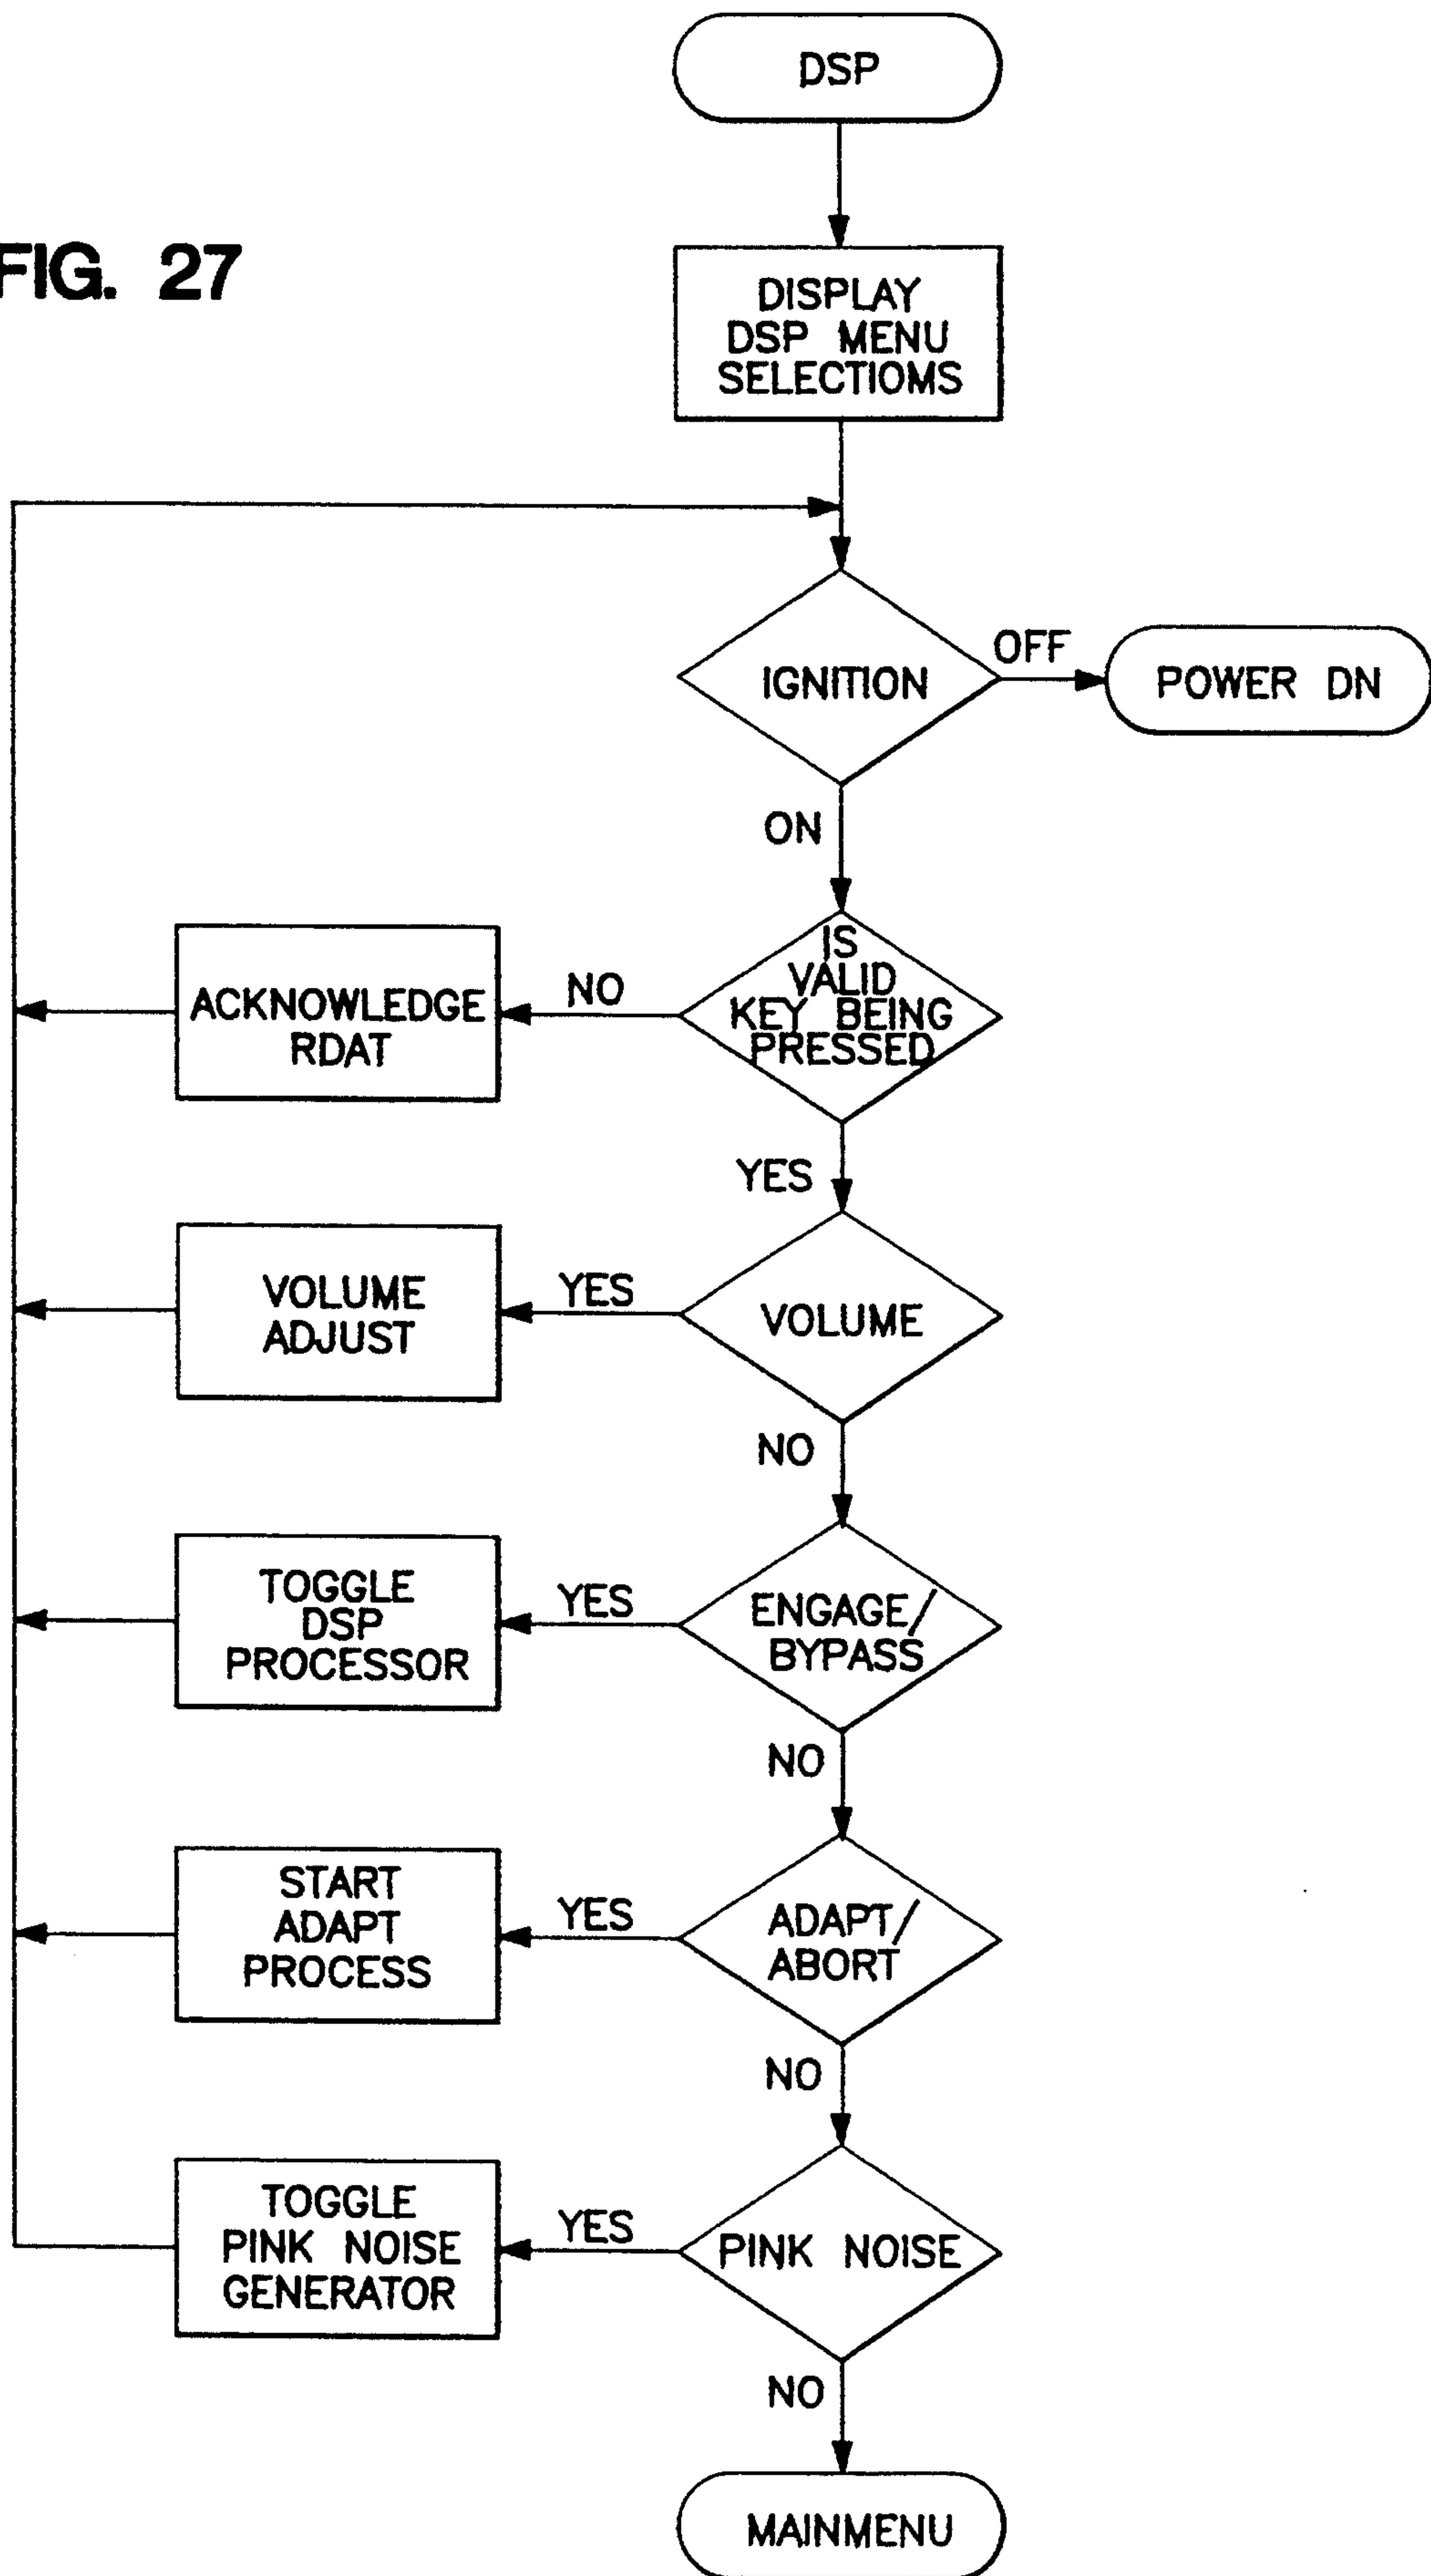 DSP
FIG. 27
DISPLAY
DSP MENU
SELECTIOMS
IGNITION
OFF
POWER DN
ON
IS
VALID
KEY BEING
PRESSED
NO
ACKNOWLEDGE
RDAT
YES
VOLUME
YES
VOLUME
ADJUST
NO
ENGAGE/
BYPASS
YES
TOGGLE
DSP
PROCESSOR
NO
ADAPT/
ABORT
YES
START
ADAPT
PROCESS
NO
PINK NOISE
YES
TOGGLE
PINK NOISE
GENERATOR
NO
MAINMENU